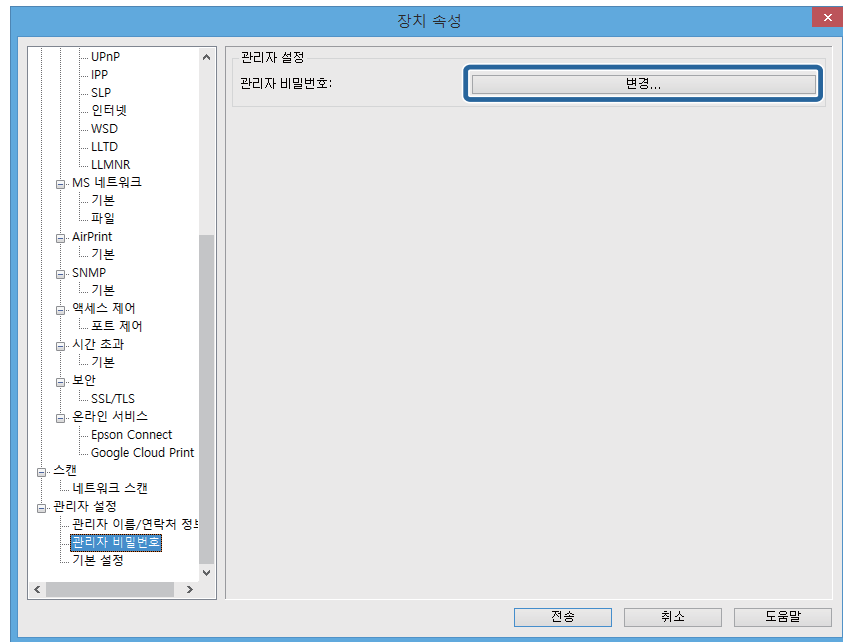 장치 속성
UPnP
IPP
SLP
인터넷
WSD
LLTD
LLMNR
MS 네트워크
기본
파일
AirPrint
기본
SNMP
기본
액세스 제어
포트 제어
시간 초과
기본
보안
SSL/TLS
온라인 서비스
Epson Connect
Google Cloud Print
스캔
네트워크 스캔
관리자 설정
관리자 이름/연락처 정보
관리자 비밀번호
기본 설정
관리자 설정
관리자 비밀번호: 변경...
전송 취소 도움말